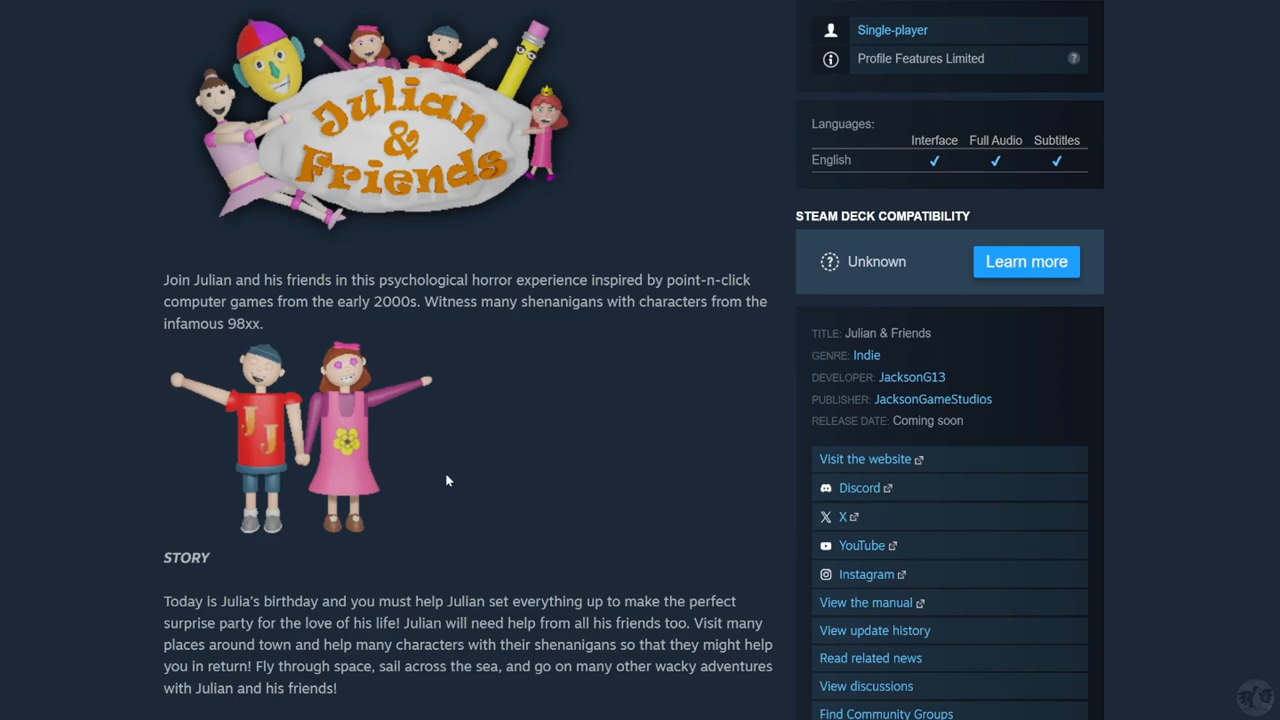 Julian
&
Friends
Join Julian and his friends in this psychological horror experience inspired by point-n-click
computer games from the early 2000s. Witness many shenanigans with characters from the
infamous 98xx.
JJ
STORY
Today is Julia's birthday and you must help Julian set everything up to make the perfect
surprise party for the love of his life! Julian will need help from all his friends too. Visit many
places around town and help many characters with their shenanigans so that they might help
you in return! Fly through space, sail across the sea, and go on many other wacky adventures
with Julian and his friends!
Single-player
Profile Features Limited ?
Languages:
Interface Full Audio Subtitles
English ✓ ✓ ✓
STEAM DECK COMPATIBILITY
Unknown Learn more
TITLE: Julian & Friends
GENRE: Indie
DEVELOPER: JacksonG13
PUBLISHER: JacksonGameStudios
RELEASE DATE: Coming soon
Visit the website
Discord
X
YouTube
Instagram
View the manual
View update history
Read related news
View discussions
Find Community Groups